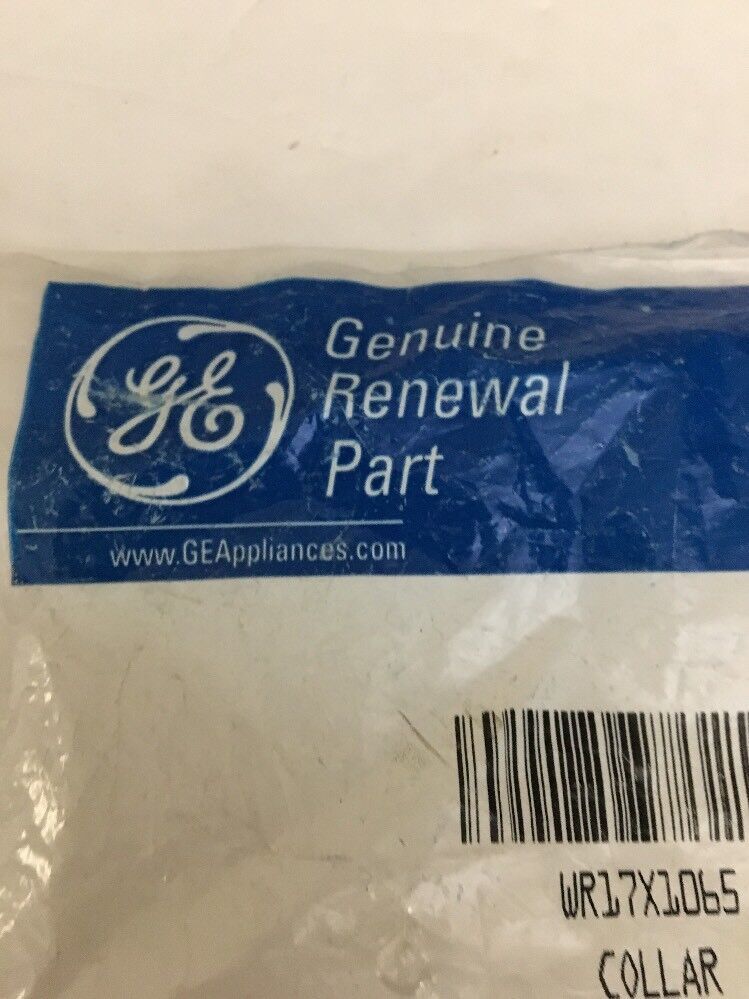 GE
Genuine
Renewal
Part
www.GEAppliances.com
WR17X1065
COLLAR